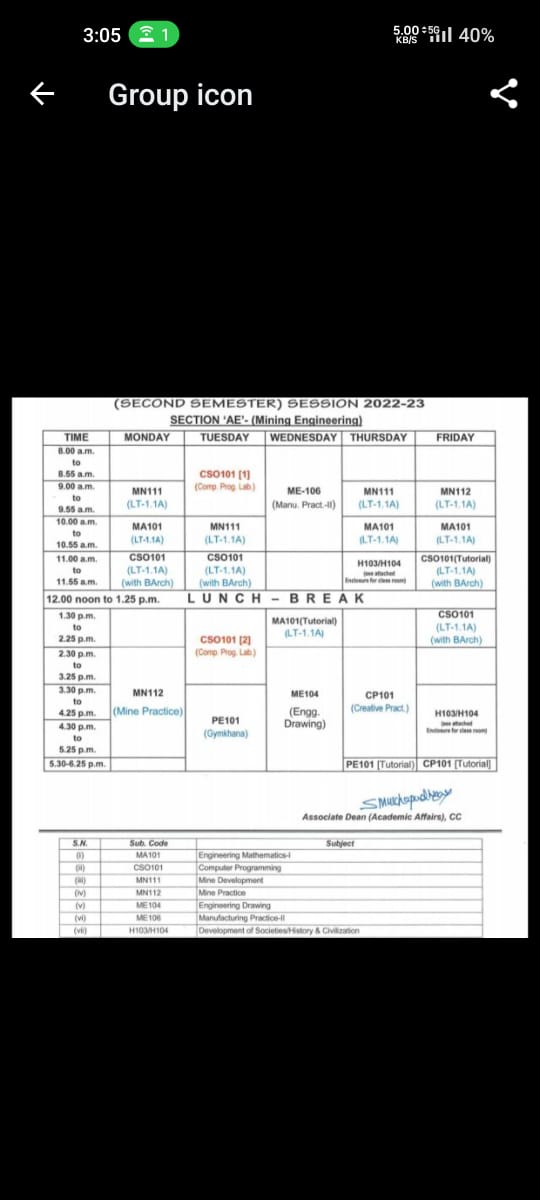 3:05 1 5.00 KB/S 5G 40%
Group icon
(SECOND SEMESTER) SESSION 2022-23
SECTION 'AE'- (Mining Engineering)
TIME MONDAY TUESDAY WEDNESDAY THURSDAY FRIDAY
8.00 a.m.
to
8.55 a.m.
CSO101 [1]
(Comp. Prog. Lab.)
9.00 a.m.
to
9.55 a.m.
MN111
(LT-1.1A)
ME-106
(Manu. Pract.-II)
MN111
(LT-1.1A)
MN112
(LT-1.1A)
10.00 a.m.
to
10.55 a.m.
MA101
(LT-1.1A)
MN111
(LT-1.1A)
MA101
(LT-1.1A)
MA101
(LT-1.1A)
11.00 a.m.
to
11.55 a.m.
CSO101
(LT-1.1A)
(with BArch)
CSO101
(LT-1.1A)
(with BArch)
H103/H104
(see attached
Enclosure for class room)
CSO101(Tutorial)
(LT-1.1A)
(with BArch)
12.00 noon to 1.25 p.m. LUNCH – BREAK
1.30 p.m.
to
2.25 p.m.
CSO101 [2]
(Comp. Prog. Lab.)
MA101(Tutorial)
(LT-1.1A)
CSO101
(LT-1.1A)
(with BArch)
2.30 p.m.
to
3.25 p.m.
3.30 p.m.
to
4.25 p.m.
4.30 p.m.
to
5.25 p.m.
MN112
(Mine Practice)
PE101
(Gymkhana)
ME104
(Engg.
Drawing)
CP101
(Creative Pract.)
H103/H104
(see attached
Enclosure for class room)
5.30-6.25 p.m. PE101 [Tutorial) CP101 [Tutorial]
Associate Dean (Academic Affairs), CC
S.N. Sub. Code Subject
(i) MA101 Engineering Mathematics-I
(ii) CSO101 Computer Programming
(iii) MN111 Mine Development
(iv) MN112 Mine Practice
(v) ME104 Engineering Drawing
(vi) ME106 Manufacturing Practice-II
(vii) H103/H104 Development of Societies/History & Civilization